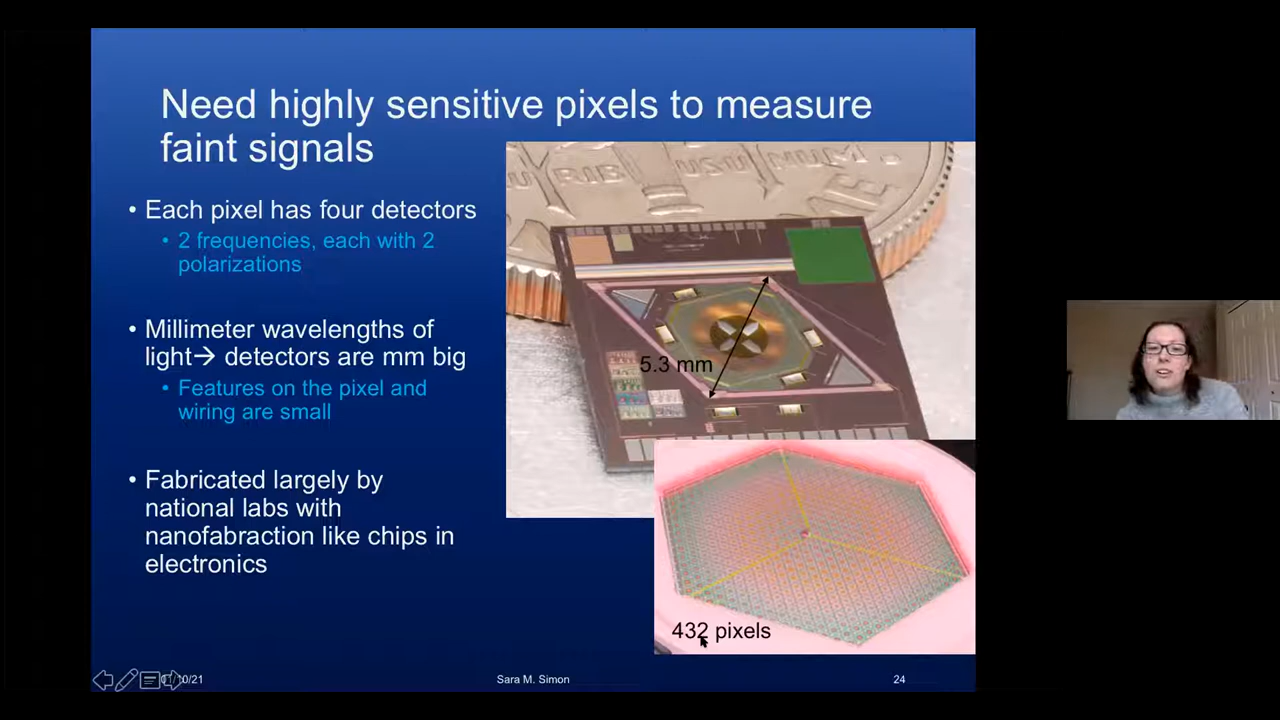 Need highly sensitive pixels to measure
faint signals
• Each pixel has four detectors
• 2 frequencies, each with 2
polarizations
• Millimeter wavelengths of
light→ detectors are mm big
• Features on the pixel and
wiring are small
• Fabricated largely by
national labs with
nanofabraction like chips in
electronics
5.3 mm
432 pixels
Sara M. Simon
24